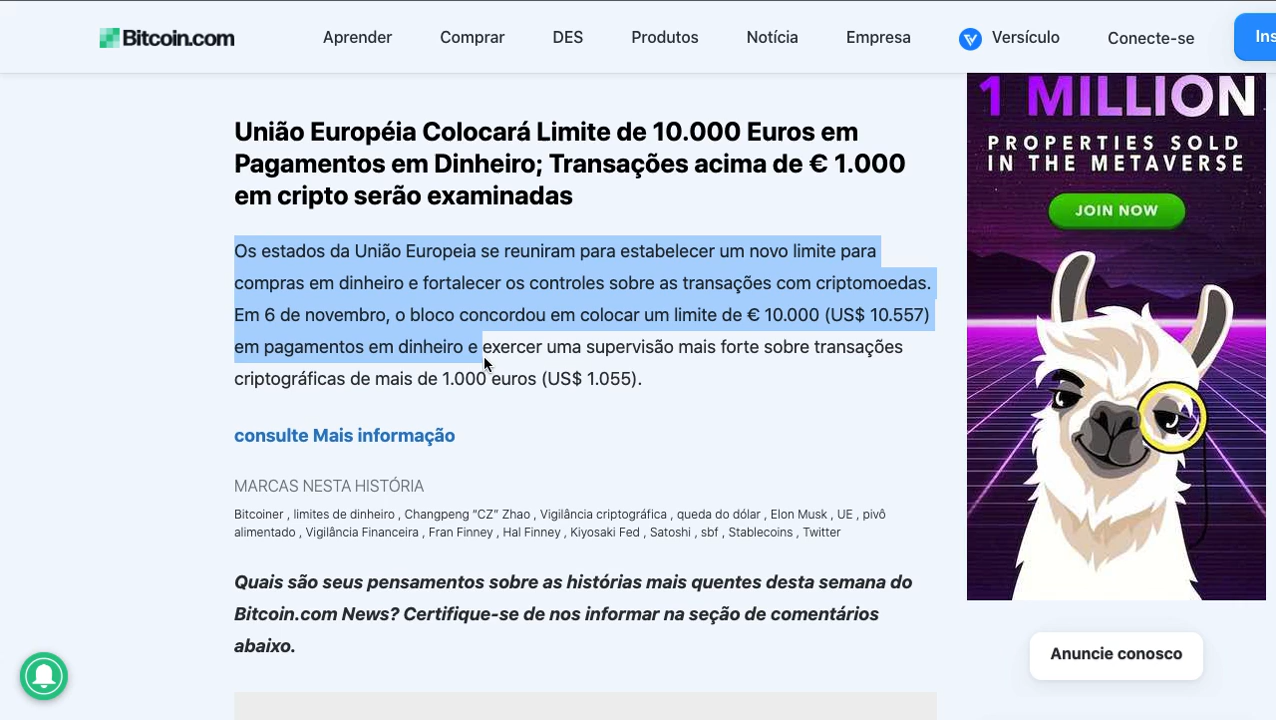 Bitcoin.com
Aprender
Comprar
DES
Produtos
Notícia
Empresa
Versículo
Conecte-se
Ins
1 MILLION
PROPERTIES SOLD
IN THE METAVERSE
JOIN NOW
União Européia Colocará Limite de 10.000 Euros em
Pagamentos em Dinheiro; Transações acima de € 1.000
em cripto serão examinadas
Os estados da União Europeia se reuniram para estabelecer um novo limite para
compras em dinheiro e fortalecer os controles sobre as transações com criptomoedas.
Em 6 de novembro, o bloco concordou em colocar um limite de € 10.000 (US$ 10.557)
em pagamentos em dinheiro e exercer uma supervisão mais forte sobre transações
criptográficas de mais de 1.000 euros (US$ 1.055).
consulte Mais informação
MARCAS NESTA HISTÓRIA
Bitcoiner , limites de dinheiro , Changpeng “CZ” Zhao , Vigilância criptográfica , queda do dólar , Elon Musk , UE , pivô
alimentado , Vigilância Financeira , Fran Finney , Hal Finney , Kiyosaki Fed , Satoshi , sbf , Stablecoins , Twitter
Quais são seus pensamentos sobre as histórias mais quentes desta semana do
Bitcoin.com News? Certifique-se de nos informar na seção de comentários
abaixo.
Anuncie conosco